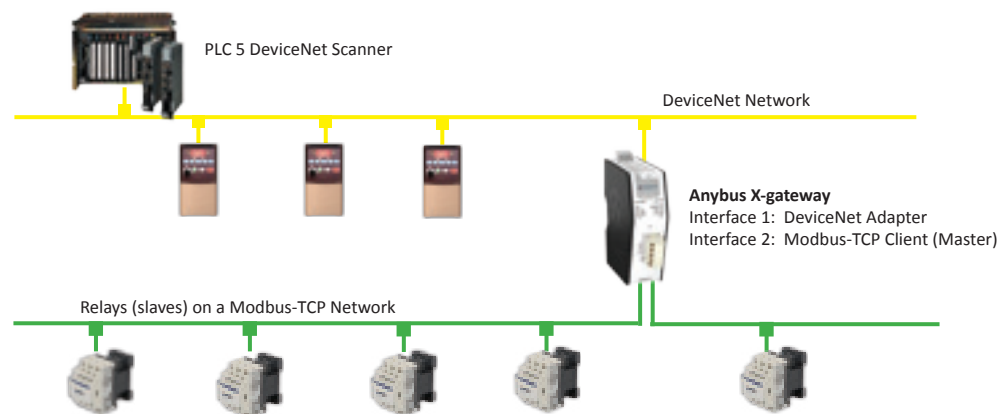 PLC 5 DeviceNet Scanner
DeviceNet Network
Anybus X-gateway
Interface 1: DeviceNet Adapter
Interface 2: Modbus-TCP Client (Master)
Relays (slaves) on a Modbus-TCP Network